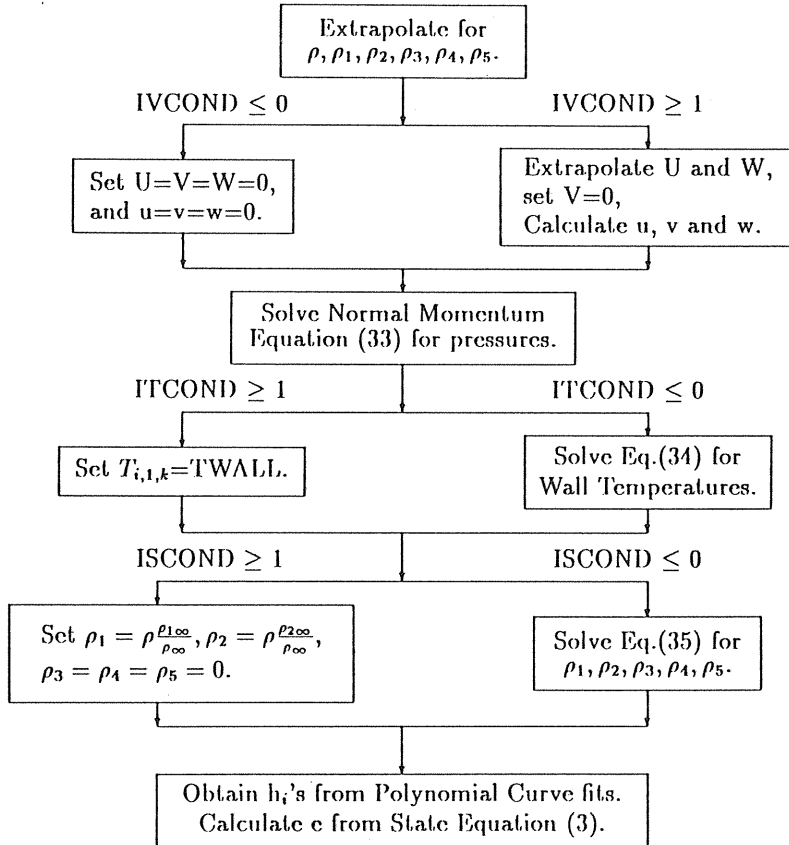 Extrapolate for
ρ, ρ₁, ρ₂, ρ₃, ρ₄, ρ₅.
IVCOND ≤ 0
IVCOND ≥ 1
Set U=V=W=0,
and u=v=w=0.
Extrapolate U and W,
set V=0,
Calculate u, v and w.
Solve Normal Momentum
Equation (33) for pressures.
ITCOND ≥ 1
ITCOND ≤ 0
Set T_{i,1,k}=TWALL.
Solve Eq.(34) for
Wall Temperatures.
ISCOND ≥ 1
ISCOND ≤ 0
Set ρ₁ = ρ ρ₁∞/ρ∞, ρ₂ = ρ ρ₂∞/ρ∞,
ρ₃ = ρ₄ = ρ₅ = 0.
Solve Eq.(35) for
ρ₁, ρ₂, ρ₃, ρ₄, ρ₅.
Obtain hᵢ's from Polynomial Curve fits.
Calculate e from State Equation (3).